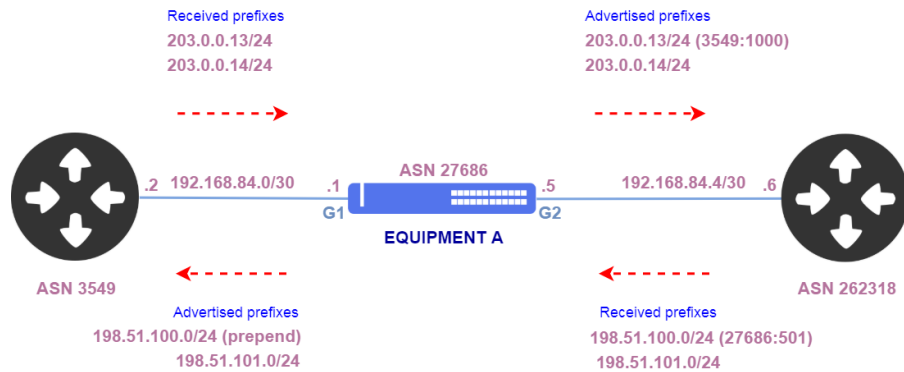 Received prefixes
203.0.0.13/24
203.0.0.14/24
Advertised prefixes
203.0.0.13/24 (3549:1000)
203.0.0.14/24
.2
192.168.84.0/30
.1
G1
ASN 27686
EQUIPMENT A
.5
G2
192.168.84.4/30
.6
ASN 3549
ASN 262318
Advertised prefixes
198.51.100.0/24 (prepend)
198.51.101.0/24
Received prefixes
198.51.100.0/24 (27686:501)
198.51.101.0/24